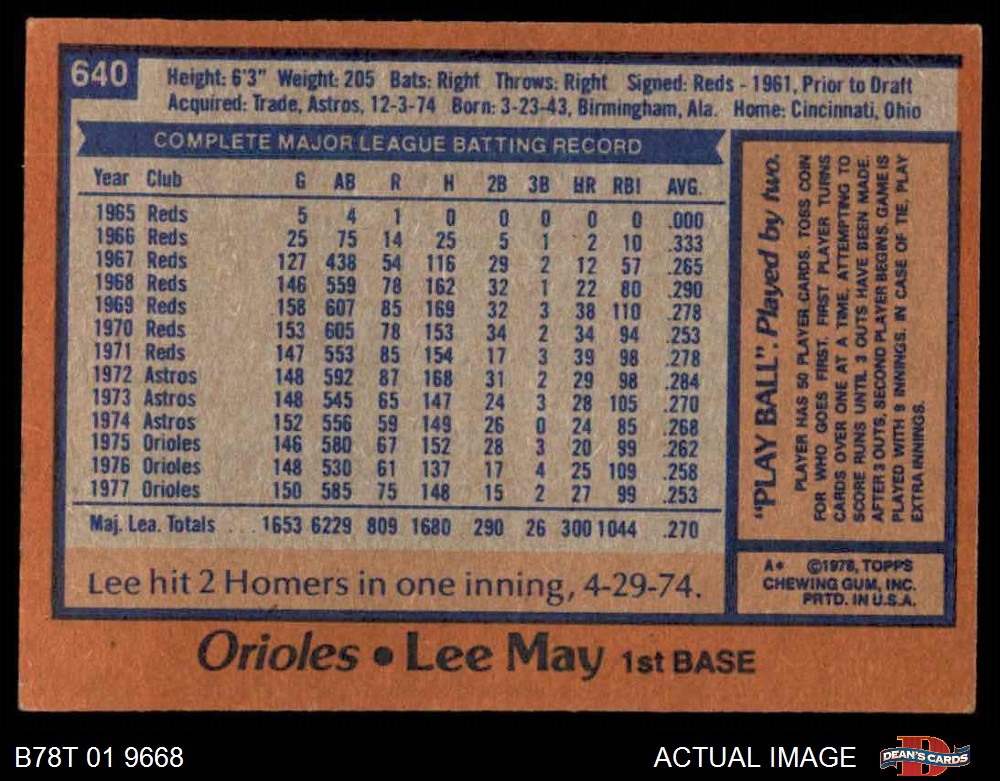 640
Height: 6'3" Weight: 205 Bats: Right Throws: Right Signed: Reds - 1961, Prior to Draft
Acquired: Trade, Astros, 12-3-74 Born: 3-23-43, Birmingham, Ala. Home: Cincinnati, Ohio
COMPLETE MAJOR LEAGUE BATTING RECORD
Year Club G AB R H 2B 3B HR RBI AVG.
1965 Reds 5 4 1 0 0 0 0 0 .000
1966 Reds 25 75 14 25 5 1 2 10 .333
1967 Reds 127 438 54 116 29 2 12 57 .265
1968 Reds 146 559 78 162 32 1 22 80 .290
1969 Reds 158 607 85 169 32 3 38 110 .278
1970 Reds 153 605 78 153 34 2 34 94 .253
1971 Reds 147 553 85 154 17 3 39 98 .278
1972 Astros 148 592 87 168 31 2 29 98 .284
1973 Astros 148 545 65 147 24 3 28 105 .270
1974 Astros 152 556 59 149 26 0 24 85 .268
1975 Orioles 146 580 67 152 28 3 20 99 .262
1976 Orioles 148 530 61 137 17 4 25 109 .258
1977 Orioles 150 585 75 148 15 2 27 99 .253
Maj. Lea. Totals ... 1653 6229 809 1680 290 26 300 1044 .270
Lee hit 2 Homers in one inning, 4-29-74.
"PLAY BALL". Played by two.
PLAYER HAS 50 PLAYER CARDS. TOSS COIN
FOR WHO GOES FIRST. FIRST PLAYER TURNS
CARDS OVER ONE AT A TIME, ATTEMPTING TO
SCORE RUNS UNTIL 3 OUTS HAVE BEEN MADE.
AFTER 3 OUTS, SECOND PLAYER BEGINS. GAME IS
PLAYED WITH 9 INNINGS. IN CASE OF TIE, PLAY
EXTRA INNINGS.
A* ©1978, TOPPS
CHEWING GUM, INC.
PRTD. IN U.S.A.
Orioles • Lee May 1st BASE
B78T 01 9668
ACTUAL IMAGE
DEAN'S CARDS